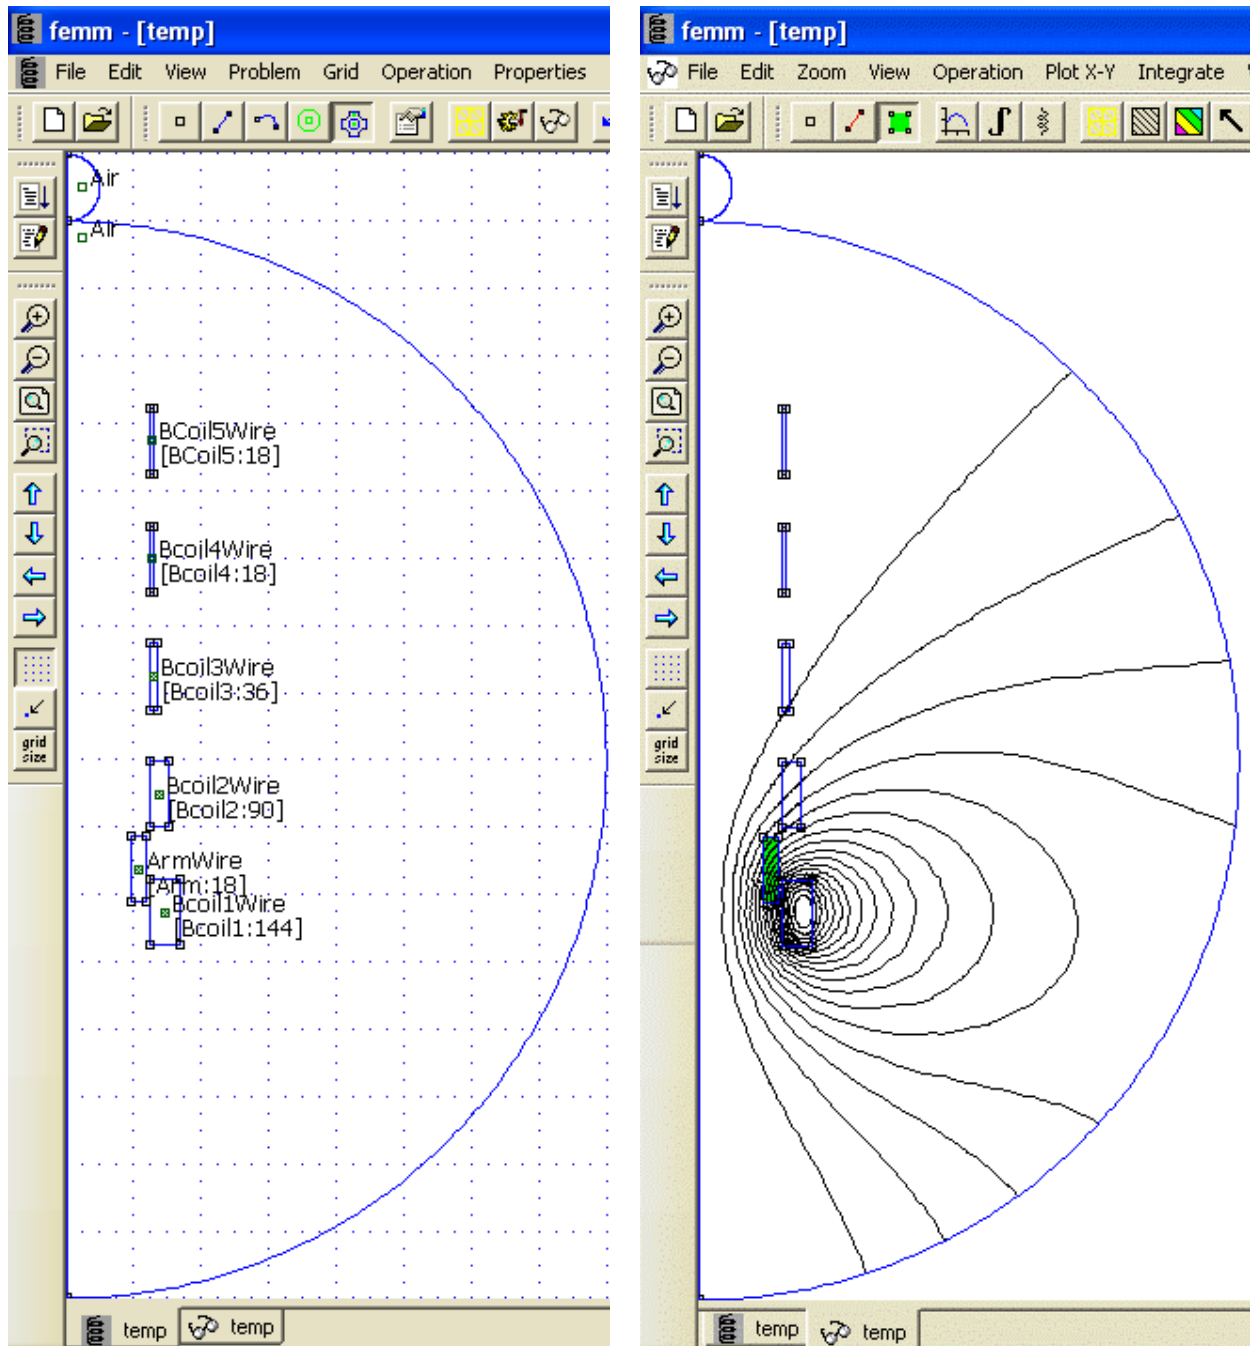 femm - [temp]
File Edit View Problem Grid Operation Properties
Air
Air
BCoil5Wire
[BCoil5:18]
Bcoil4Wire
[Bcoil4:18]
Bcoil3Wire
[Bcoil3:36]
Bcoil2Wire
[Bcoil2:90]
ArmWire
[Arm:18]
Bcoil1Wire
[Bcoil1:144]
grid
size
temp temp
femm - [temp]
File Edit Zoom View Operation Plot X-Y Integrate
grid
size
temp temp